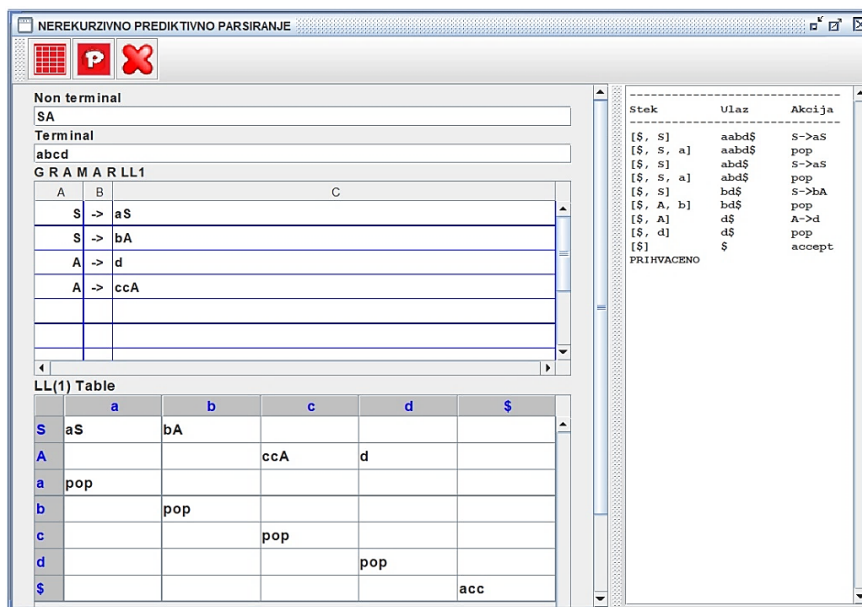 NEREKURZIVNO PREDIKTIVNO PARSIRANJE
P
Non terminal
SA
Terminal
abcd
G R A M A R LL1
A B C
S -> aS
S -> bA
A -> d
A -> ccA
LL(1) Table
a b c d $
S aS bA
A ccA d
a pop
b pop
c pop
d pop
$ acc
Stek Ulaz Akcija
[$, S] aabd$ S->aS
[$, S, a] aabd$ pop
[$, S] abd$ S->aS
[$, S, a] abd$ pop
[$, S] bd$ S->bA
[$, A, b] bd$ pop
[$, A] d$ A->d
[$, d] d$ pop
[$] $ accept
PRIHVACENO